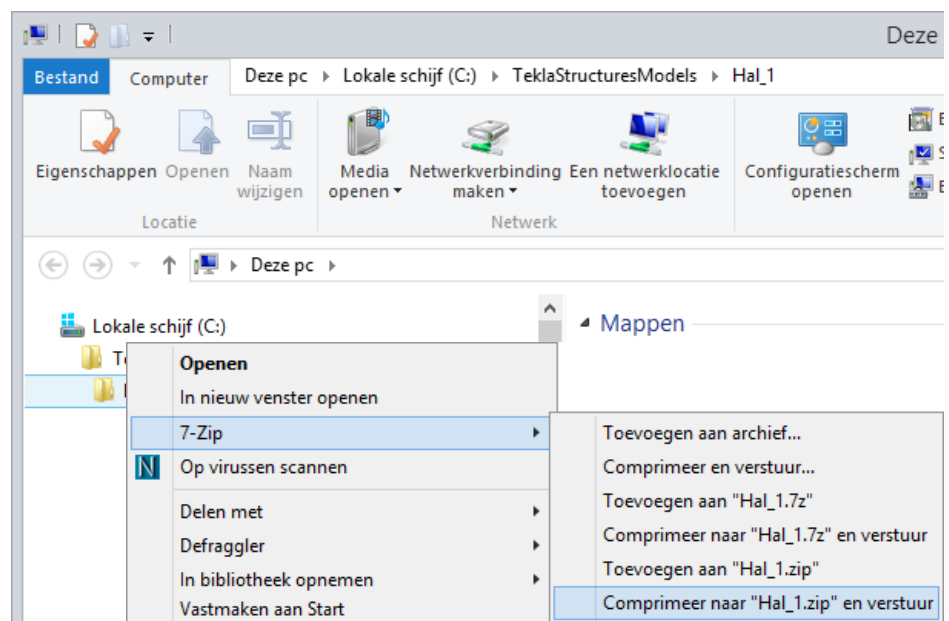 Deze
Bestand Computer Deze pc Lokale schijf (C:) TeklaStructuresModels Hal_1
Eigenschappen Openen Naam wijzigen Media openen Netwerkverbinding maken Een netwerklocatie toevoegen Configuratiescherm openen
Locatie Netwerk
Deze pc
Lokale schijf (C:)
Mappen
Openen
In nieuw venster openen
7-Zip
Op virussen scannen
Delen met
Defraggler
In bibliotheek opnemen
Vastmaken aan Start
Toevoegen aan archief...
Comprimeer en verstuur...
Toevoegen aan "Hal_1.7z"
Comprimeer naar "Hal_1.7z" en verstuur
Toevoegen aan "Hal_1.zip"
Comprimeer naar "Hal_1.zip" en verstuur